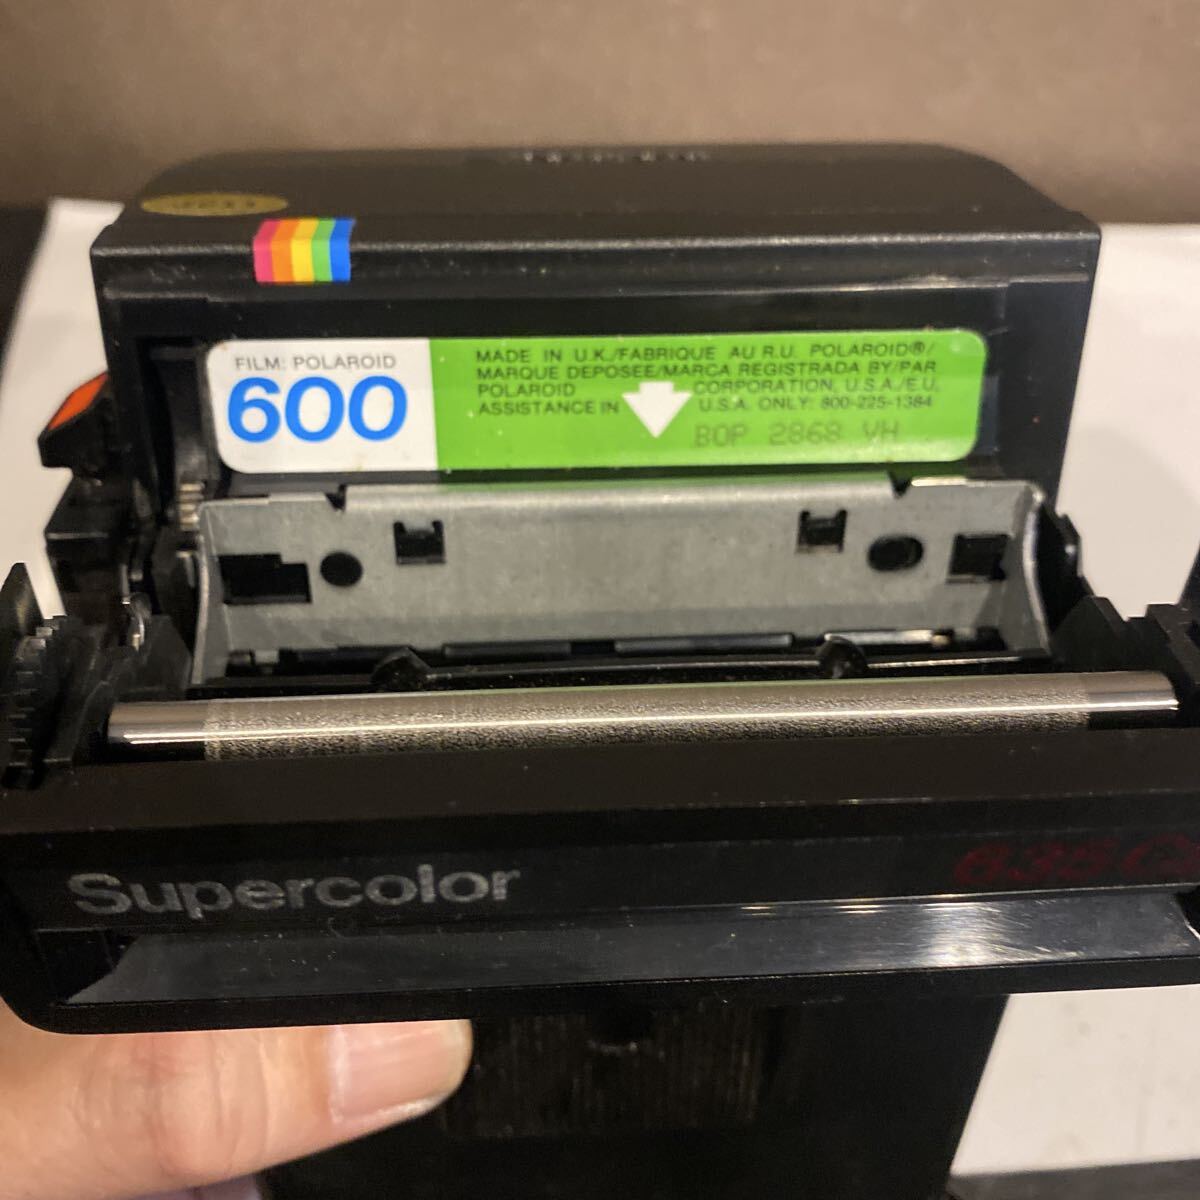 FILM: POLAROID
600
MADE IN U.K./FABRIQUE AU R.U. POLAROID®/
MARQUE DEPOSEE/MARCA REGISTRADA BY/PAR
POLAROID CORPORATION, U.S.A./E.U.
ASSISTANCE IN U.S.A. ONLY: 800-225-1384
BOP 2868 VH
Supercolor
635